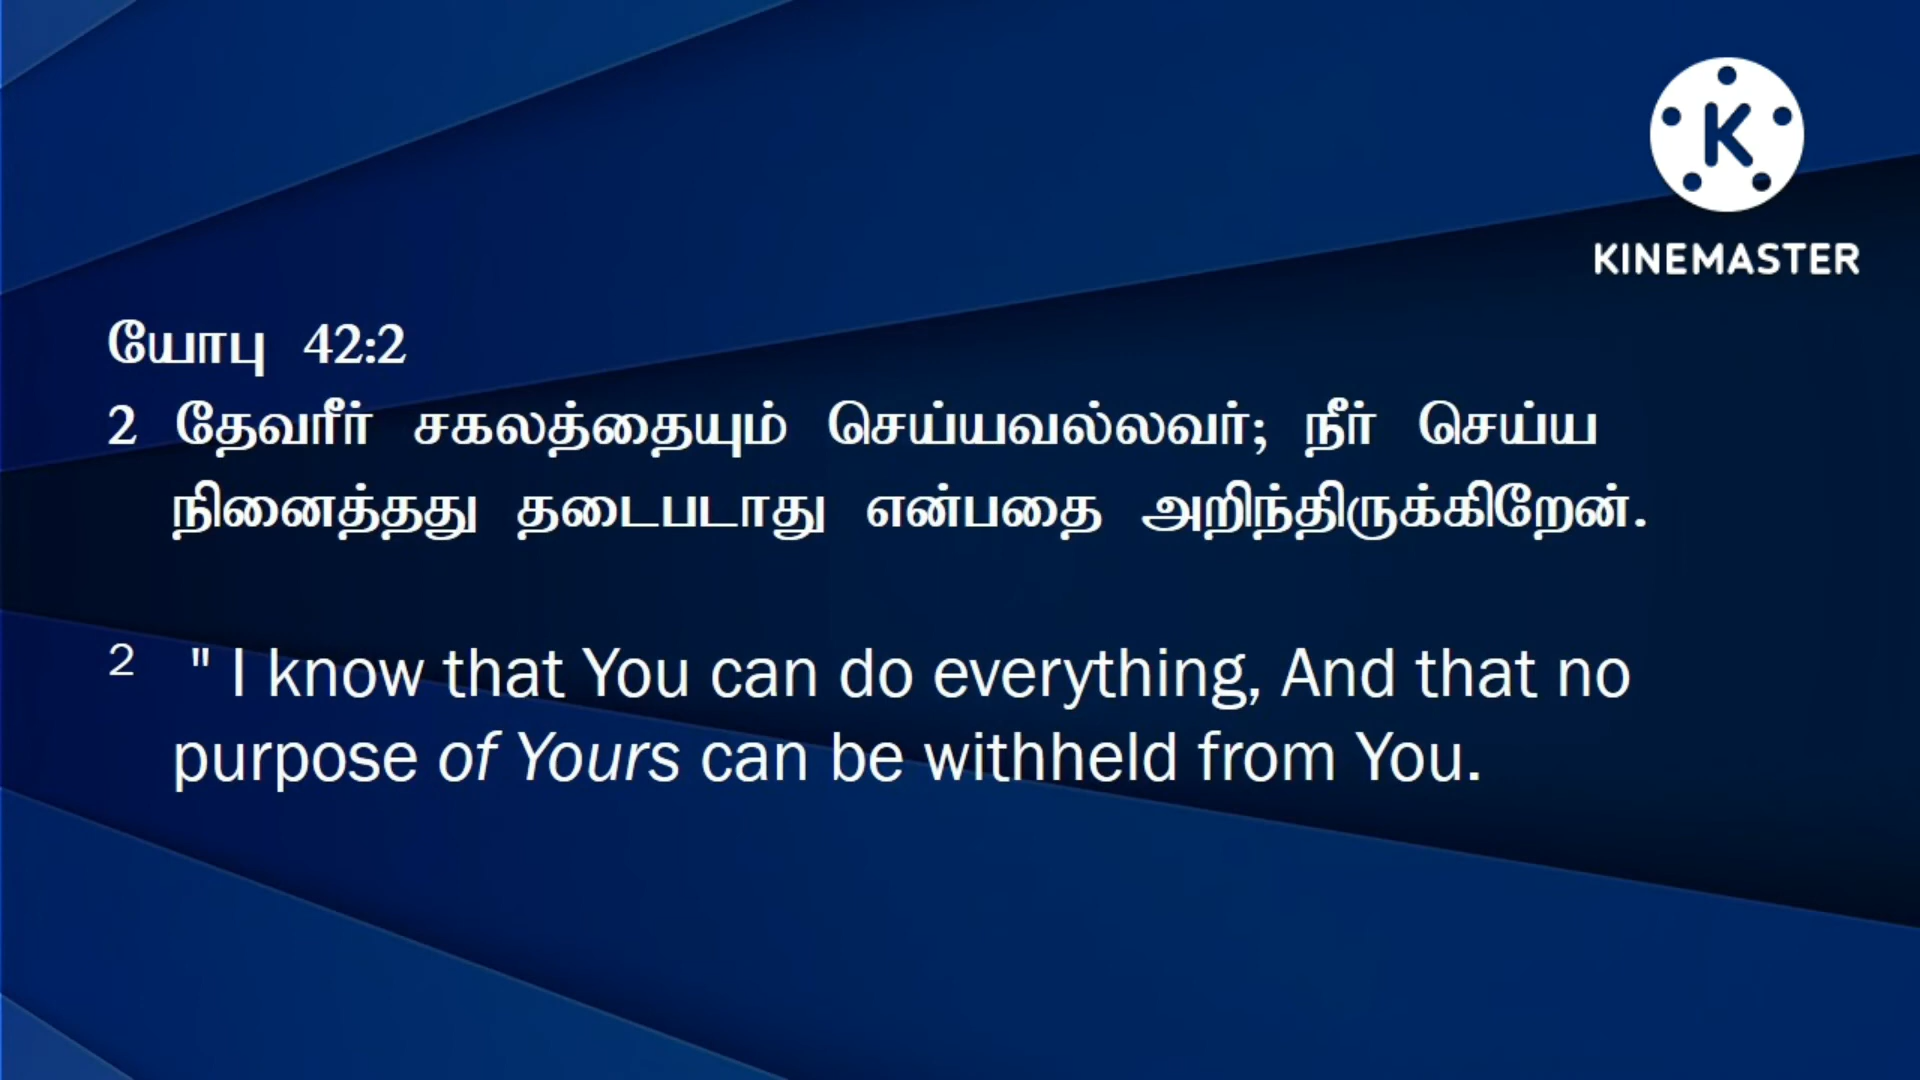 KINEMASTER
யோபு 42:2
2 தேவரீர் சகலத்தையும் செய்யவல்லவர்; நீர் செய்ய
நினைத்தது தடைபடாது என்பதை அறிந்திருக்கிறேன்.
2 " I know that You can do everything, And that no
purpose of Yours can be withheld from You.